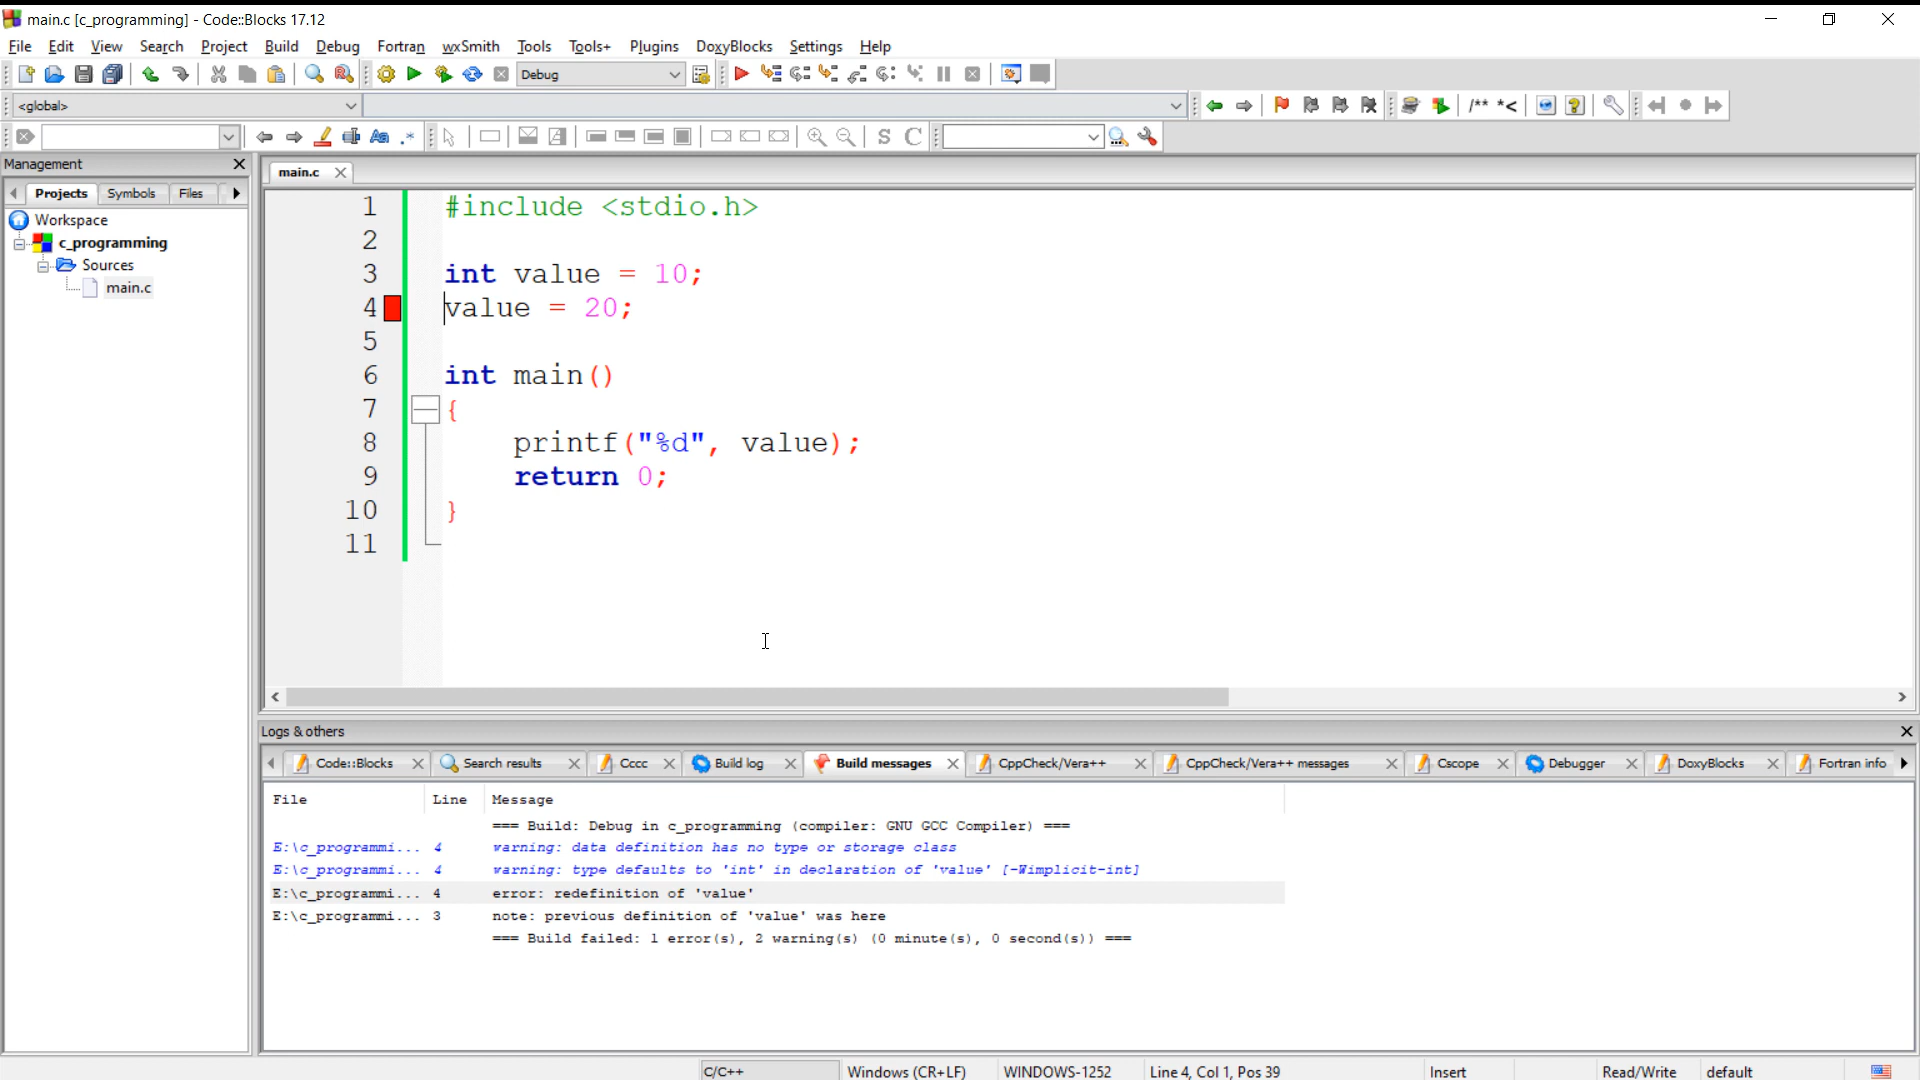 main.c [c_programming] - Code::Blocks 17.12
File Edit View Search Project Build Debug Fortran wxSmith Tools Tools+ Plugins DoxyBlocks Settings Help
Debug
<global>
/** *<
Aa .*
S C
Management
Projects Symbols Files
Workspace
c_programming
Sources
main.c
main.c
1 #include <stdio.h>
2
3 int value = 10;
4 value = 20;
5
6 int main()
7 {
8 printf("%d", value);
9 return 0;
10 }
11
Logs & others
Code::Blocks Search results Cccc Build log Build messages CppCheck/Vera++ CppCheck/Vera++ messages Cscope Debugger DoxyBlocks Fortran info
File Line Message
=== Build: Debug in c_programming (compiler: GNU GCC Compiler) ===
E:\c_programmi... 4 warning: data definition has no type or storage class
E:\c_programmi... 4 warning: type defaults to 'int' in declaration of 'value' [-Wimplicit-int]
E:\c_programmi... 4 error: redefinition of 'value'
E:\c_programmi... 3 note: previous definition of 'value' was here
=== Build failed: 1 error(s), 2 warning(s) (0 minute(s), 0 second(s)) ===
C/C++ Windows (CR+LF) WINDOWS-1252 Line 4, Col 1, Pos 39 Insert Read/Write default